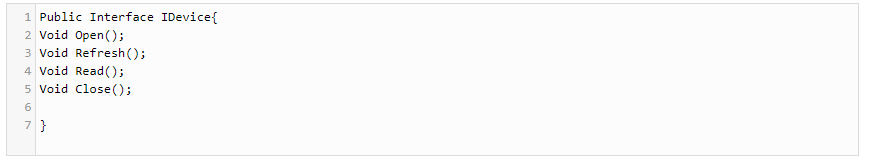 1 Public Interface IDevice{
2 Void Open();
3 Void Refresh();
4 Void Read();
5 Void Close();
6
7 }